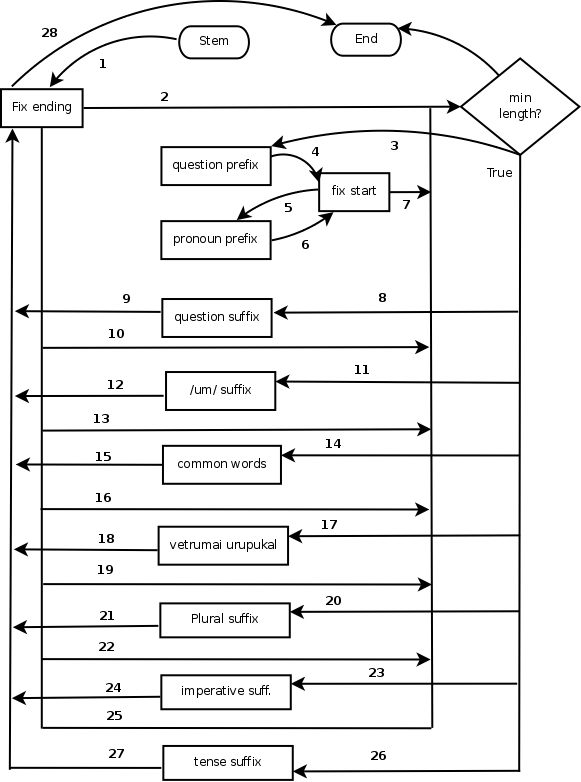 28
Stem
End
1
Fix ending
2
min
length?
3
question prefix
4
True
fix start
5
7
pronoun prefix
6
9
8
question suffix
10
11
12
/um/ suffix
13
14
15
common words
16
17
18
vetrumai urupukal
19
20
21
Plural suffix
22
23
24
imperative suff.
25
27
26
tense suffix